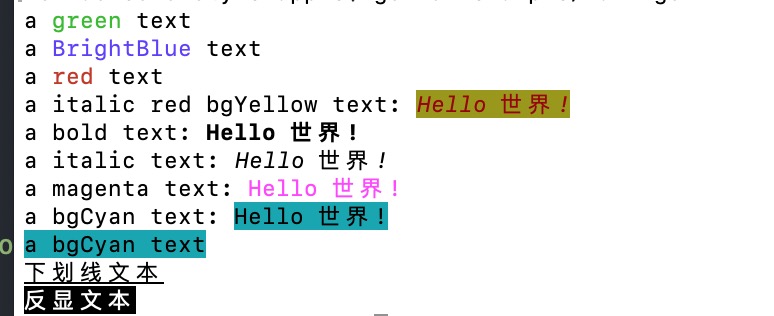 a green text
a BrightBlue text
a red text
a italic red bgYellow text: Hello 世界!
a bold text: Hello 世界!
a italic text: Hello 世界!
a magenta text: Hello 世界!
a bgCyan text: Hello 世界!
a bgCyan text
下划线文本
反显文本